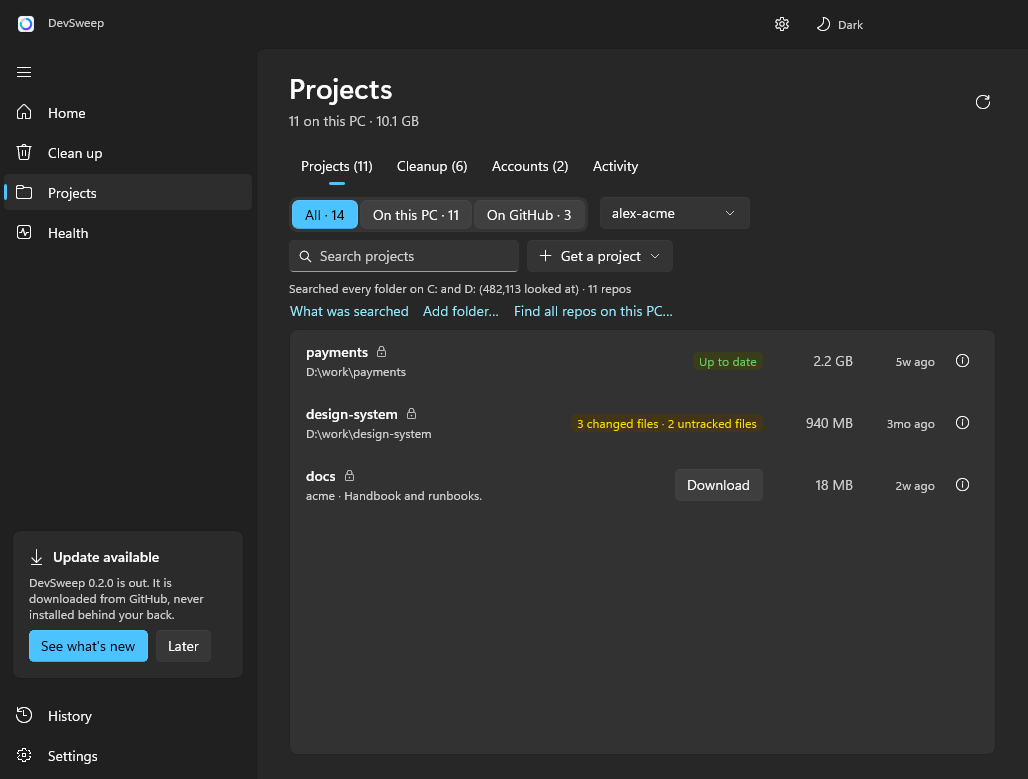 DevSweep
Dark
Home
Clean up
Projects
Health
Projects
11 on this PC · 10.1 GB
Projects (11) Cleanup (6) Accounts (2) Activity
All · 14 On this PC · 11 On GitHub · 3 alex-acme
Search projects Get a project
Searched every folder on C: and D: (482,113 looked at) · 11 repos
What was searched Add folder... Find all repos on this PC...
payments
D:\work\payments
Up to date 2.2 GB 5w ago
design-system
D:\work\design-system
3 changed files · 2 untracked files 940 MB 3mo ago
docs
acme · Handbook and runbooks.
Download 18 MB 2w ago
Update available
DevSweep 0.2.0 is out. It is
downloaded from GitHub, never
installed behind your back.
See what's new Later
History
Settings